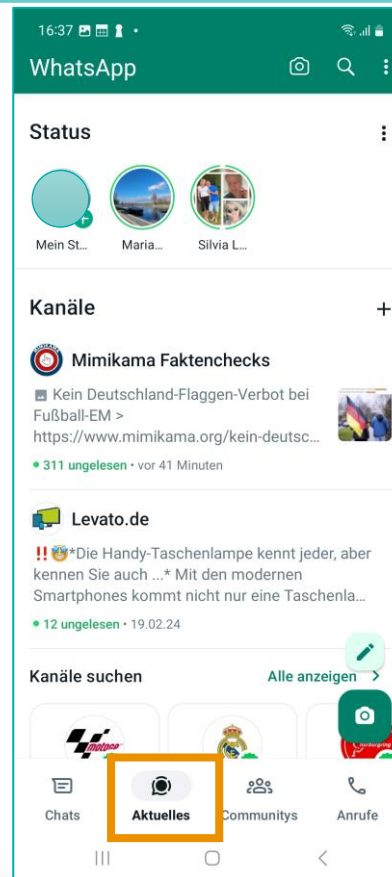 16:37
WhatsApp
Status
Mein St...
Maria...
Silvia L...
Kanäle
Mimikama Faktenchecks
Kein Deutschland-Flaggen-Verbot bei
Fußball-EM >
https://www.mimikama.org/kein-deutsc...
• 311 ungelesen • vor 41 Minuten
Levato.de
‼️🤠*Die Handy-Taschenlampe kennt jeder, aber
kennen Sie auch ...* Mit den modernen
Smartphones kommt nicht nur eine Taschenla...
• 12 ungelesen • 19.02.24
Kanäle suchen
Alle anzeigen >
Chats
Aktuelles
Communitys
Anrufe